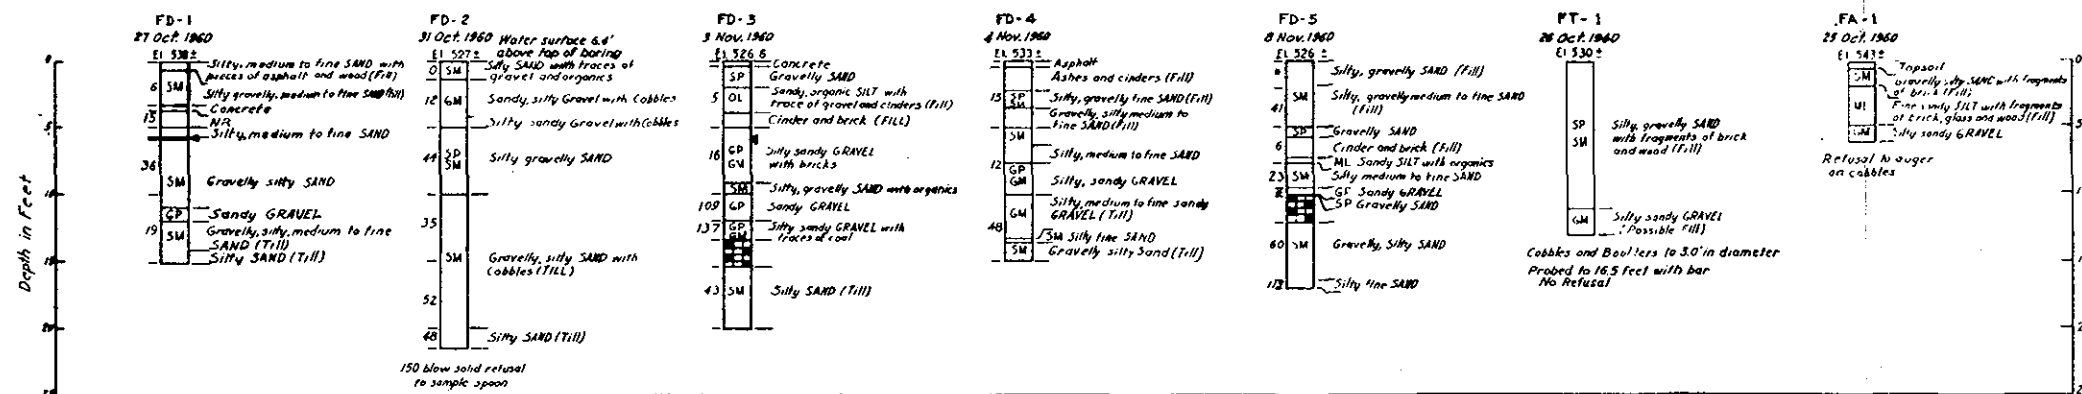 FD-1
27 Oct. 1960
El 538±
Silty, medium to fine SAND with
pieces of asphalt and wood (Fill)
6
SM
Silty gravelly, medium to fine SAND (Fill)
Concrete
15
NR
Silty, medium to fine SAND
36
SM
Gravelly silty SAND
GP
Sandy GRAVEL
19
SM
Gravelly, silty, medium to fine
SAND (Till)
Silty SAND (Till)
FD-2
31 Oct. 1960
El 527±
Water surface 6.4'
above top of boring
0
SM
Silty SAND with traces of
gravel and organics
12
GM
Sandy, silty Gravel with Cobbles
Silty sandy Gravel with Cobbles
44
SP
SM
Silty gravelly SAND
35
SM
Gravelly, silty SAND with
Cobbles (TILL)
52
48
Silty SAND (Till)
150 blow solid refusal
to sample spoon
FD-3
3 Nov. 1960
El 526.6
Concrete
SP
Gravelly SAND
5
OL
Sandy, organic SILT with
trace of gravel and cinders (Fill)
Cinder and brick (FILL)
16
GP
GM
Silty sandy GRAVEL
with bricks
SM
Silty, gravelly SAND with organics
109
GP
Sandy GRAVEL
137
GP
GM
Silty sandy GRAVEL with
traces of coal
43
SM
Silty SAND (Till)
FD-4
4 Nov. 1960
El 533±
Asphalt
Ashes and cinders (Fill)
15
SP
SM
Silty, gravelly fine SAND (Fill)
Gravelly, silty medium to
fine SAND (Fill)
SM
Silty, medium to fine SAND
12
GP
GM
Silty, sandy GRAVEL
GM
Silty, medium to fine sandy
GRAVEL (Till)
48
SM Silty fine SAND
SM
Gravelly silty Sand (Till)
FD-5
8 Nov. 1960
El 526 ±
Silty, gravelly SAND (Fill)
SM
Silty, gravelly medium to fine SAND
(Fill)
41
SP
Gravelly SAND
6
Cinder and brick (Fill)
ML Sandy SILT with organics
23
SM
Silty medium to fine SAND
GP Sandy GRAVEL
SP Gravelly SAND
60
SM
Gravelly, Silty SAND
Silty fine SAND
FT-1
26 Oct. 1960
El 530±
SP
SM
Silty, gravelly SAND
with fragments of brick
and wood (Fill)
GM
Silty sandy GRAVEL
(Possible Fill)
Cobbles and Boulders to 3.0' in diameter
Probed to 16.5 feet with bar
No Refusal
FA-1
25 Oct. 1960
El 543±
Topsoil
SM
gravelly silty SAND with fragments
of brick (Fill)
ML
Fine sandy SILT with fragments
of brick, glass and wood (Fill)
GM
Silty sandy GRAVEL
Refusal to auger
on cobbles
Depth in Feet
0
5
10
15
20
0
5